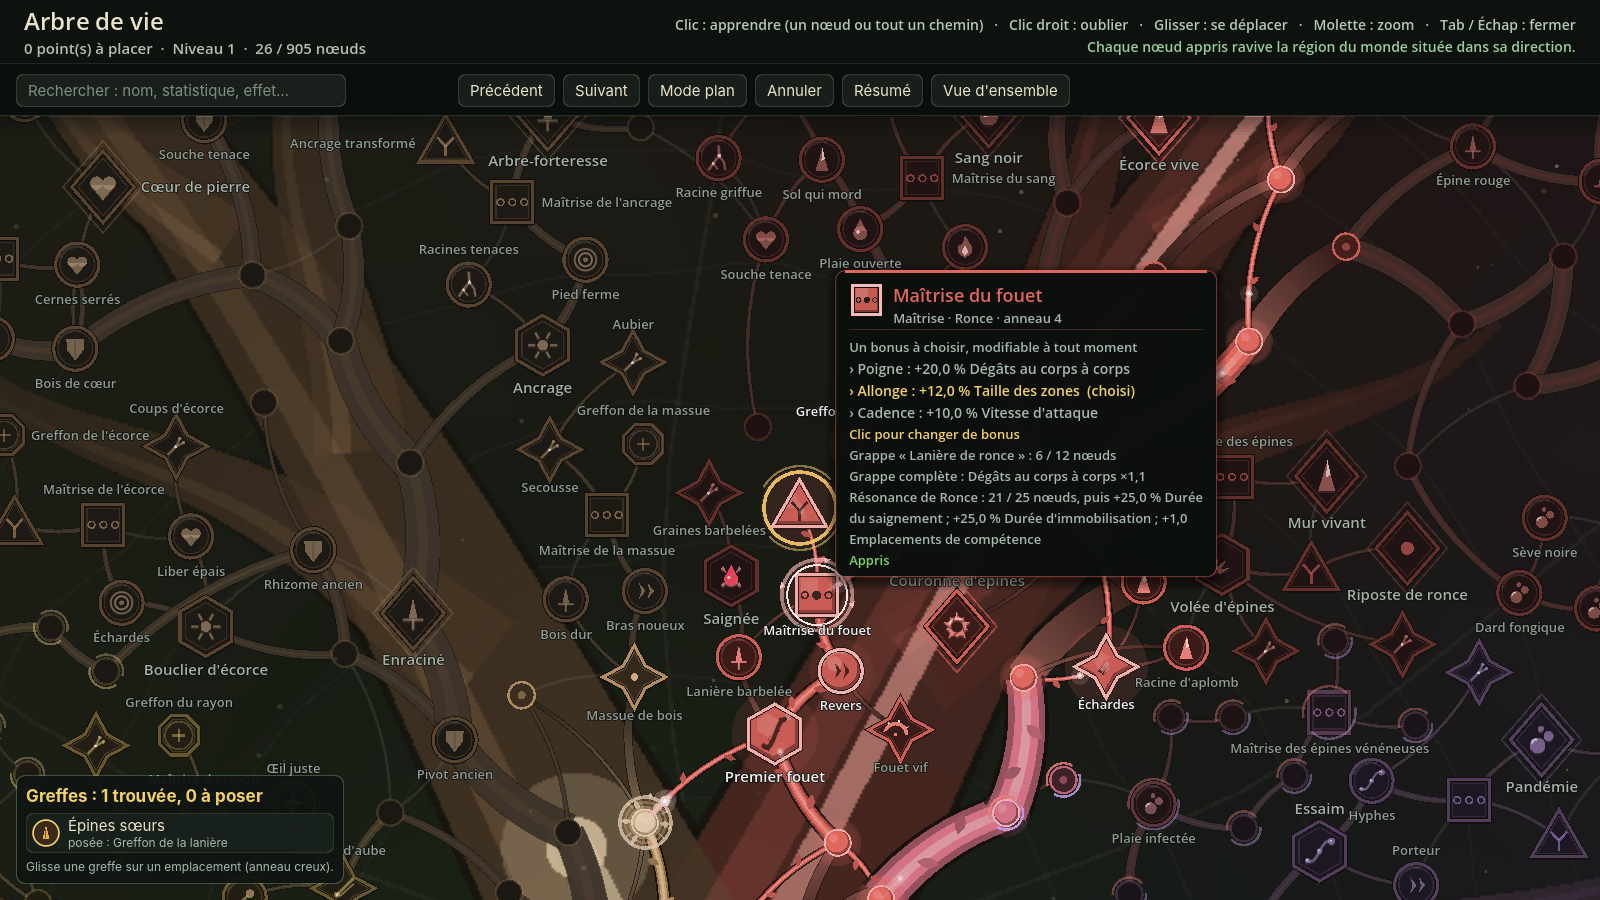 Arbre de vie
0 point(s) à placer · Niveau 1 · 26 / 905 nœuds
Clic : apprendre (un nœud ou tout un chemin) · Clic droit : oublier · Glisser : se déplacer · Molette : zoom · Tab / Échap : fermer
Chaque nœud appris ravive la région du monde située dans sa direction.
Rechercher : nom, statistique, effet...
Précédent
Suivant
Mode plan
Annuler
Résumé
Vue d'ensemble
Souche tenace
Ancrage transformé
Arbre-forteresse
Sang noir
Écorce vive
Cœur de pierre
Racine griffue
Sol qui mord
Maîtrise du sang
Épine rouge
Maîtrise de l'ancrage
Racines tenaces
Souche tenace
Plaie ouverte
Cernes serrés
Pied ferme
Aubier
Bois de cœur
Ancrage
Coups d'écorce
Greffon de la massue
Greffo
Greffon de l'écorce
Maîtrise du fouet
Maîtrise · Ronce · anneau 4
Un bonus à choisir, modifiable à tout moment
› Poigne : +20,0 % Dégâts au corps à corps
› Allonge : +12,0 % Taille des zones (choisi)
› Cadence : +10,0 % Vitesse d'attaque
Clic pour changer de bonus
Grappe « Lanière de ronce » : 6 / 12 nœuds
Grappe complète : Dégâts au corps à corps ×1,1
Résonance de Ronce : 21 / 25 nœuds, puis +25,0 % Durée
du saignement ; +25,0 % Durée d'immobilisation ; +1,0
Emplacements de compétence
Appris
e des épines
Maîtrise de l'écorce
Secousse
Graines barbelées
Mur vivant
Maîtrise de la massue
Sève noire
Liber épais
Rhizome ancien
Couronne d'épines
Riposte de ronce
Volée d'épines
Saignée
Échardes
Bois dur
Bras noueux
Maîtrise du fouet
Dard fongique
Bouclier d'écorce
Enraciné
Lanière barbelée
Racine d'aplomb
Greffon du rayon
Massue de bois
Revers
Échardes
Maîtrise des épines vénéneuses
Œil juste
Pivot ancien
Premier fouet
Fouet vif
Pandémie
Essaim
Hyphes
Plaie infectée
Porteur
Greffes : 1 trouvée, 0 à poser
Épines sœurs
posée : Greffon de la lanière
d'aube
Glisse une greffe sur un emplacement (anneau creux).